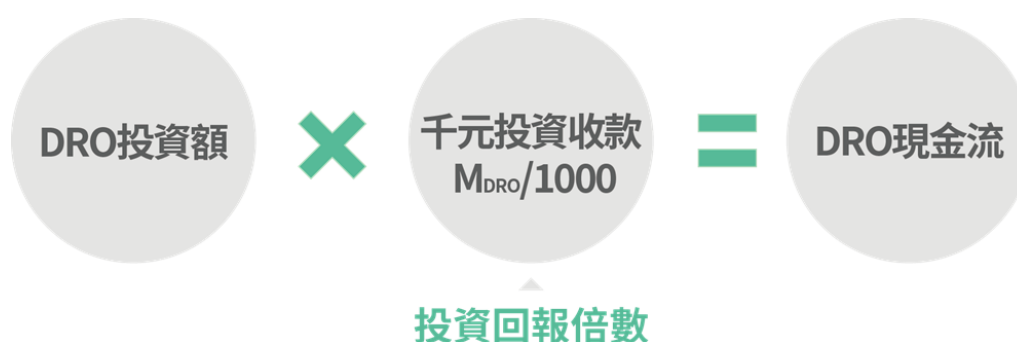 DRO投資額
×
千元投資收款
MDRO/1000
=
DRO現金流
投資回報倍數